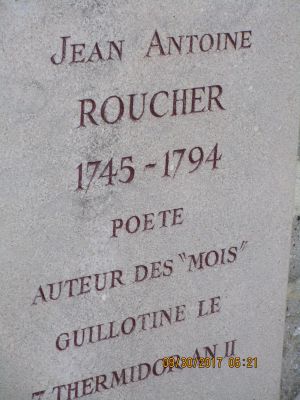 JEAN ANTOINE
ROUCHER
1745-1794
POETE
AUTEUR DES "MOIS"
GUILLOTINE LE
7 THERMIDOR AN II
09/30/2017 05:21